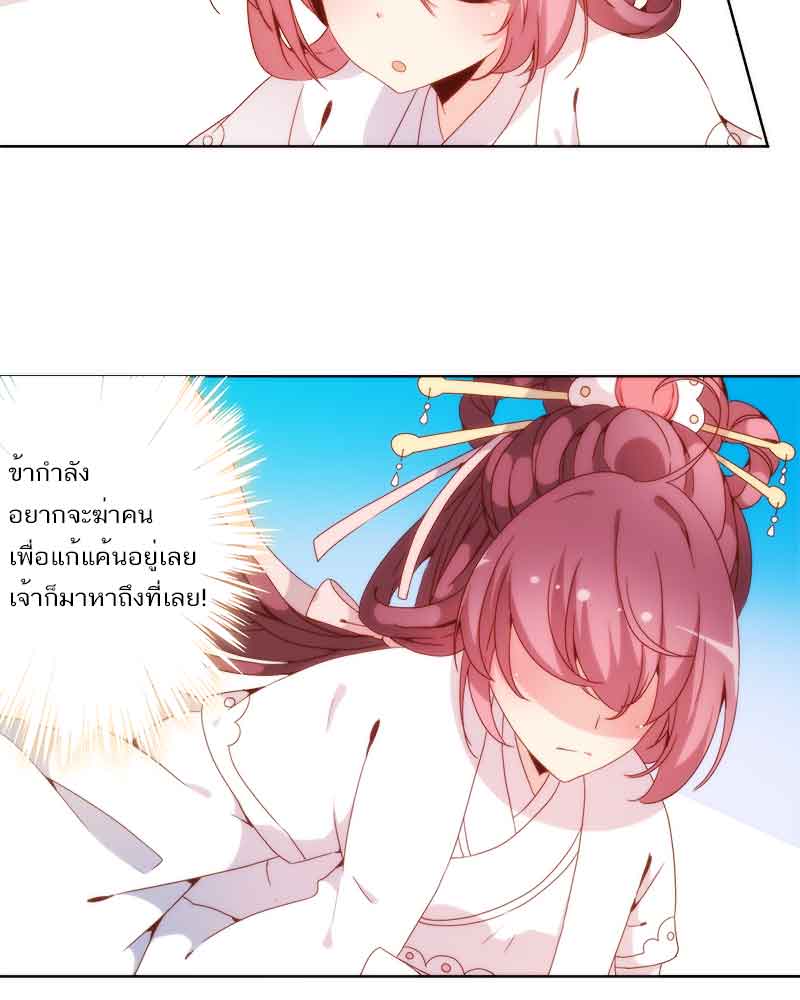 ข้ากำลัง
อยากจะฆ่าคน
เพื่อแก้แค้นอยู่เลย
เจ้าก็มาหาถึงที่เลย!